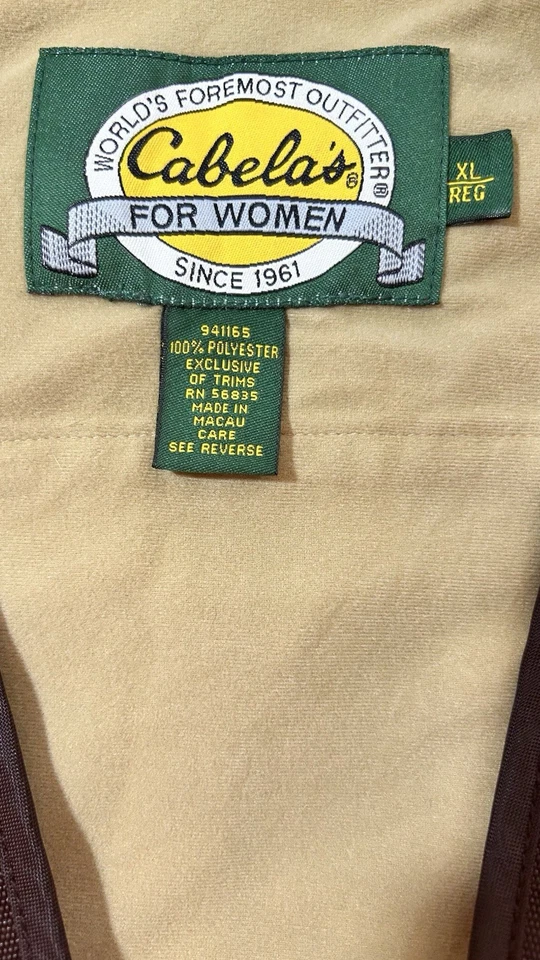 WORLD'S FOREMOST OUTFITTER®
Cabela's®
FOR WOMEN
SINCE 1961
XL
REG
941165
100% POLYESTER
EXCLUSIVE
OF TRIMS
RN 56835
MADE IN
MACAU
CARE
SEE REVERSE